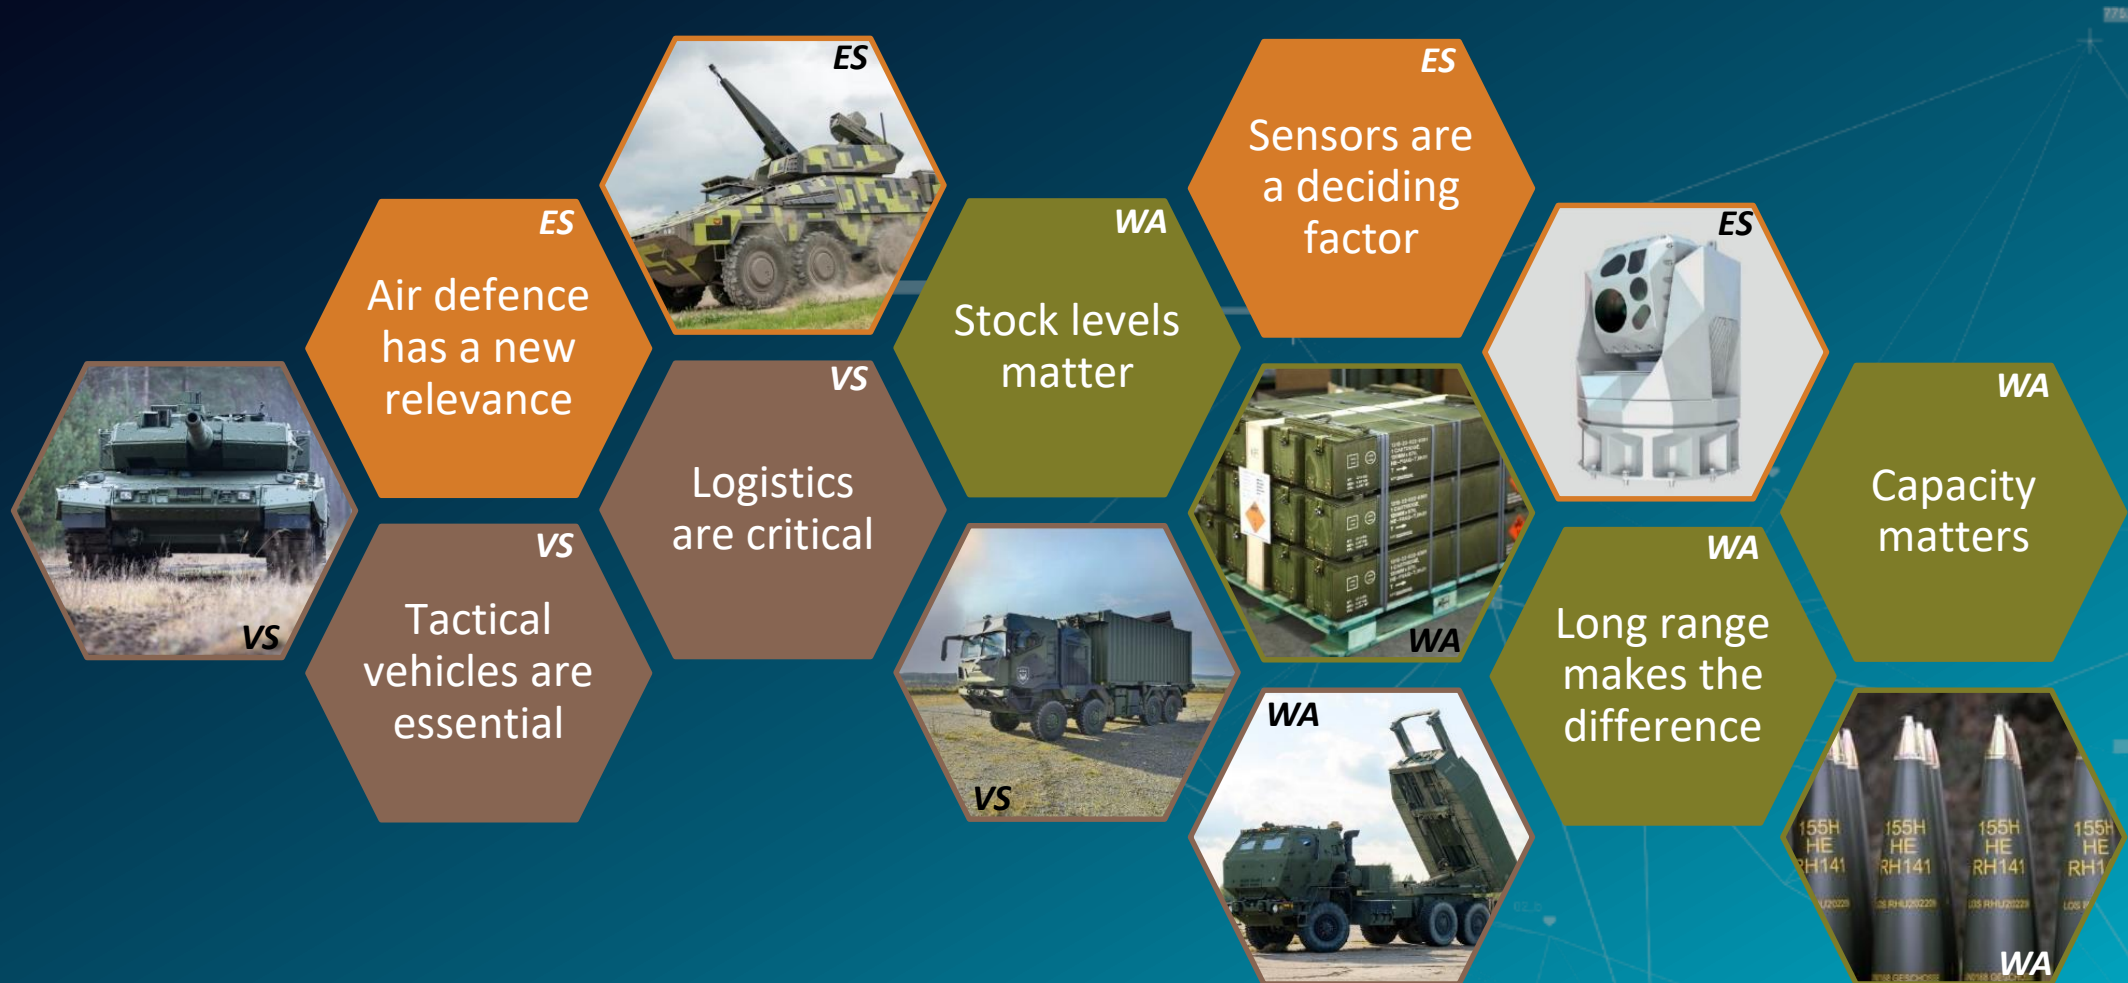 775
ES
ES
Sensors are
a deciding
factor
ES
Air defence
has a new
relevance
WA
Stock levels
matter
ES
VS
Logistics
are critical
WA
Capacity
matters
VS
VS
Tactical
vehicles are
essential
WA
WA
Long range
makes the
difference
VS
WA
155H
HE
RH141
155H
HE
RH141
155H
HE
RH141
155H
HE
RH1
WA